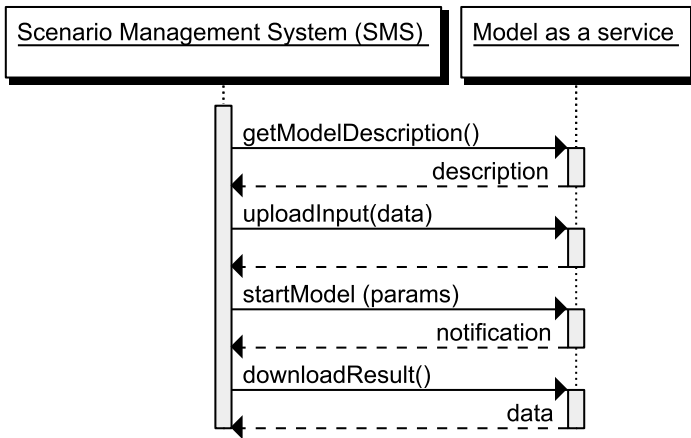 Scenario Management System (SMS)
Model as a service
getModelDescription()
description
uploadInput(data)
startModel (params)
notification
downloadResult()
data